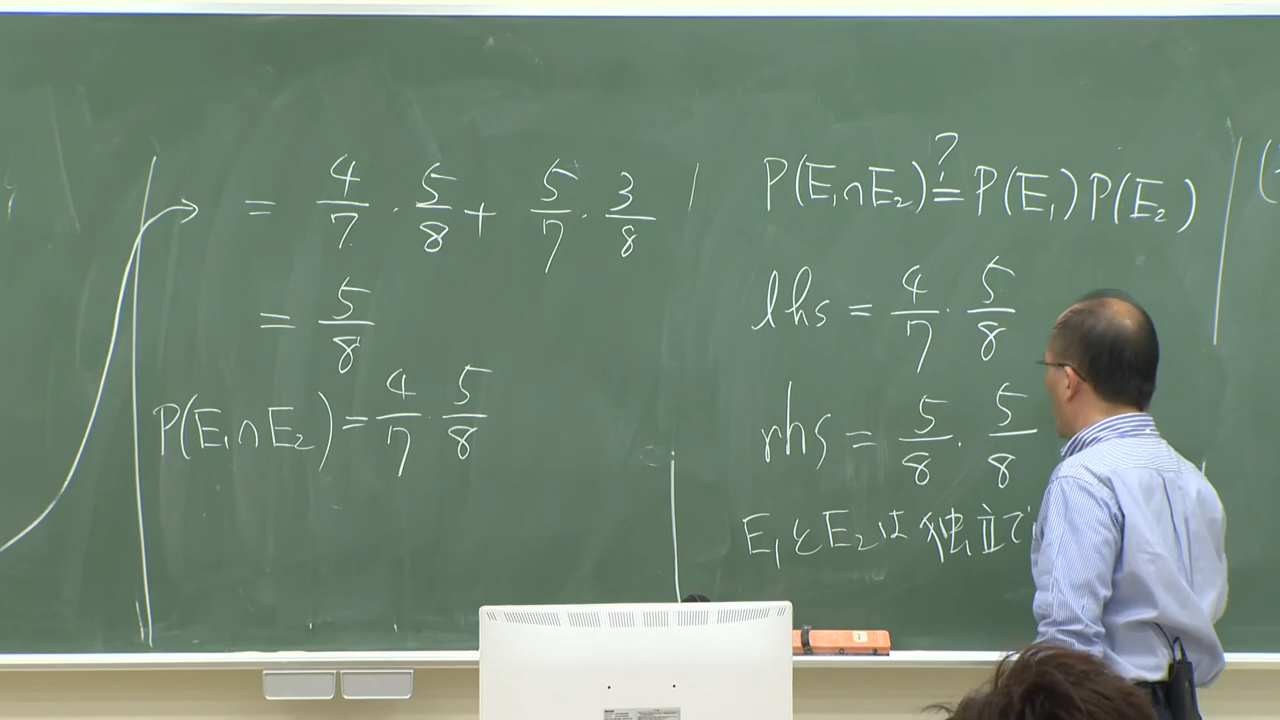 = 4/7 · 5/8 + 5/7 · 3/8
= 5/8
P(E₁∩E₂) = 4/7 · 5/8
P(E₁∩E₂) ≟ P(E₁)P(E₂)
lhs = 4/7 · 5/8
rhs = 5/8 · 5/8
E₁とE₂は独立で
(